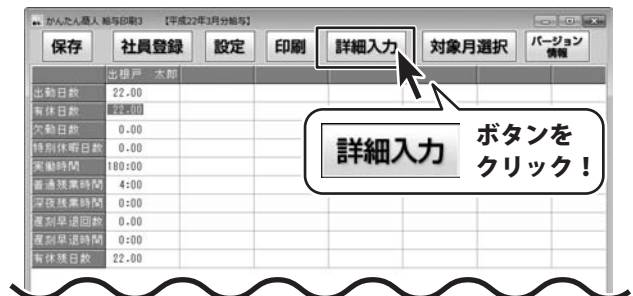 かんたん商人 給与印刷3 【平成22年3月分給与】
保存 社員登録 設定 印刷 詳細入力 対象月選択 バージョン情報
出根戸 太郎
出勤日数 22.00
有休日数 22.00
欠勤日数 0.00
特別休暇日数 0.00
実働時間 180:00
普通残業時間 4:00
深夜残業時間 0:00
遅刻早退回数 0.00
遅刻早退時間 0:00
有休残日数 22.00
詳細入力
ボタンを
クリック!